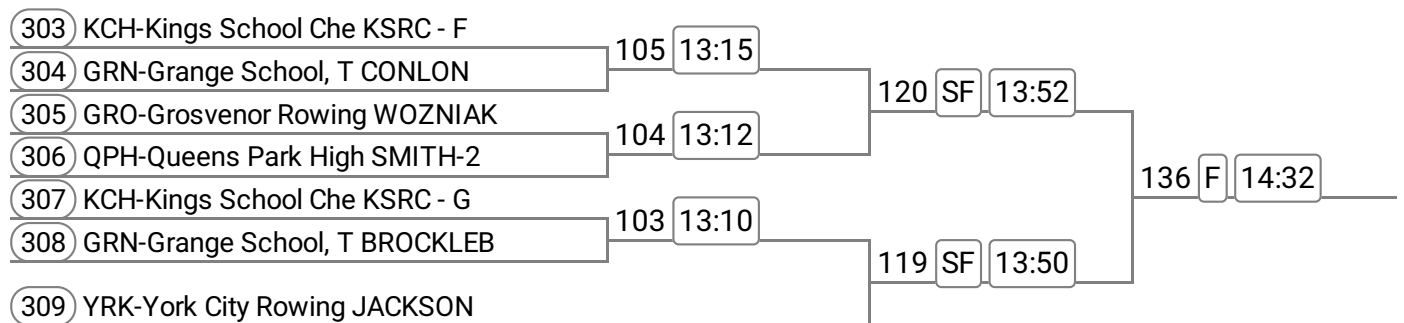 303 KCH-Kings School Che KSRC - F
304 GRN-Grange School, T CONLON
105 13:15
305 GRO-Grosvenor Rowing WOZNIAK
306 QPH-Queens Park High SMITH-2
104 13:12
120 SF 13:52
307 KCH-Kings School Che KSRC - G
308 GRN-Grange School, T BROCKLEB
103 13:10
309 YRK-York City Rowing JACKSON
119 SF 13:50
136 F 14:32